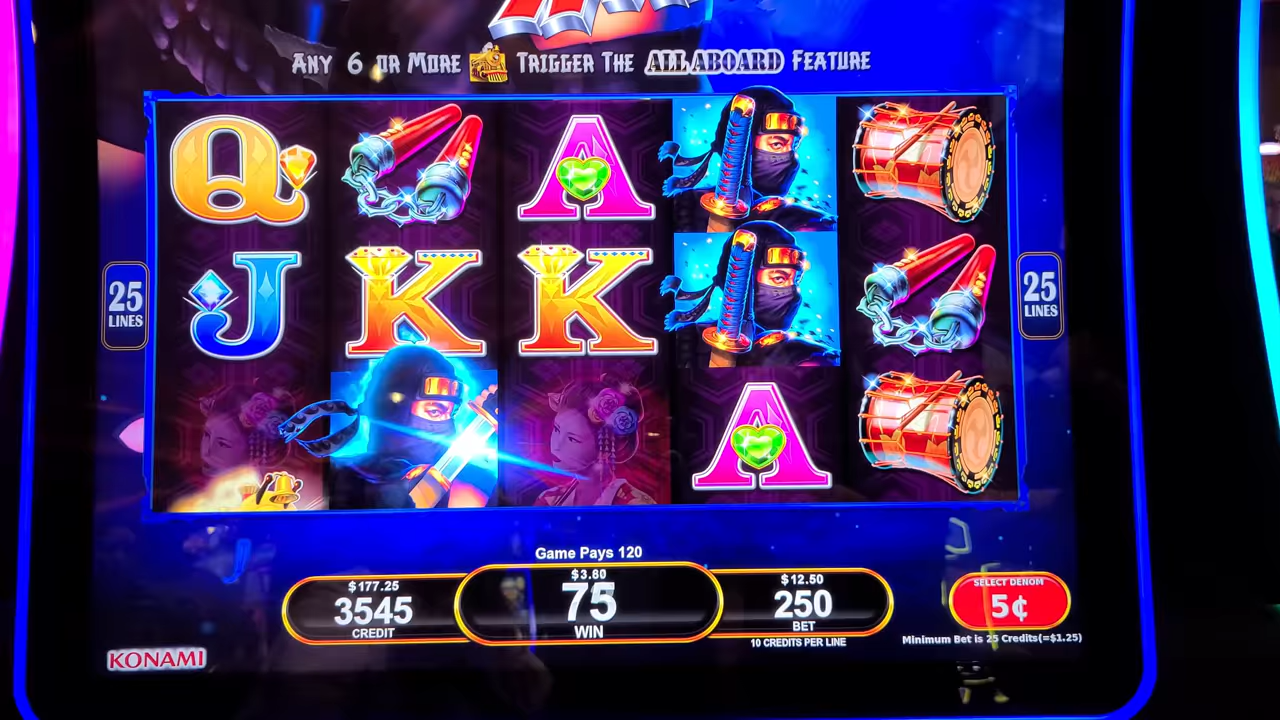 ANY 6 OR MORE TRIGGER THE ALL ABOARD FEATURE
Q A
J K K
A
25
LINES
25
LINES
Game Pays 120
$177.25
3545
CREDIT
$3.60
75
WIN
$12.50
250
BET
10 CREDITS PER LINE
SELECT DENOM
5¢
Minimum Bet is 25 Credits(=$1.25)
KONAMI